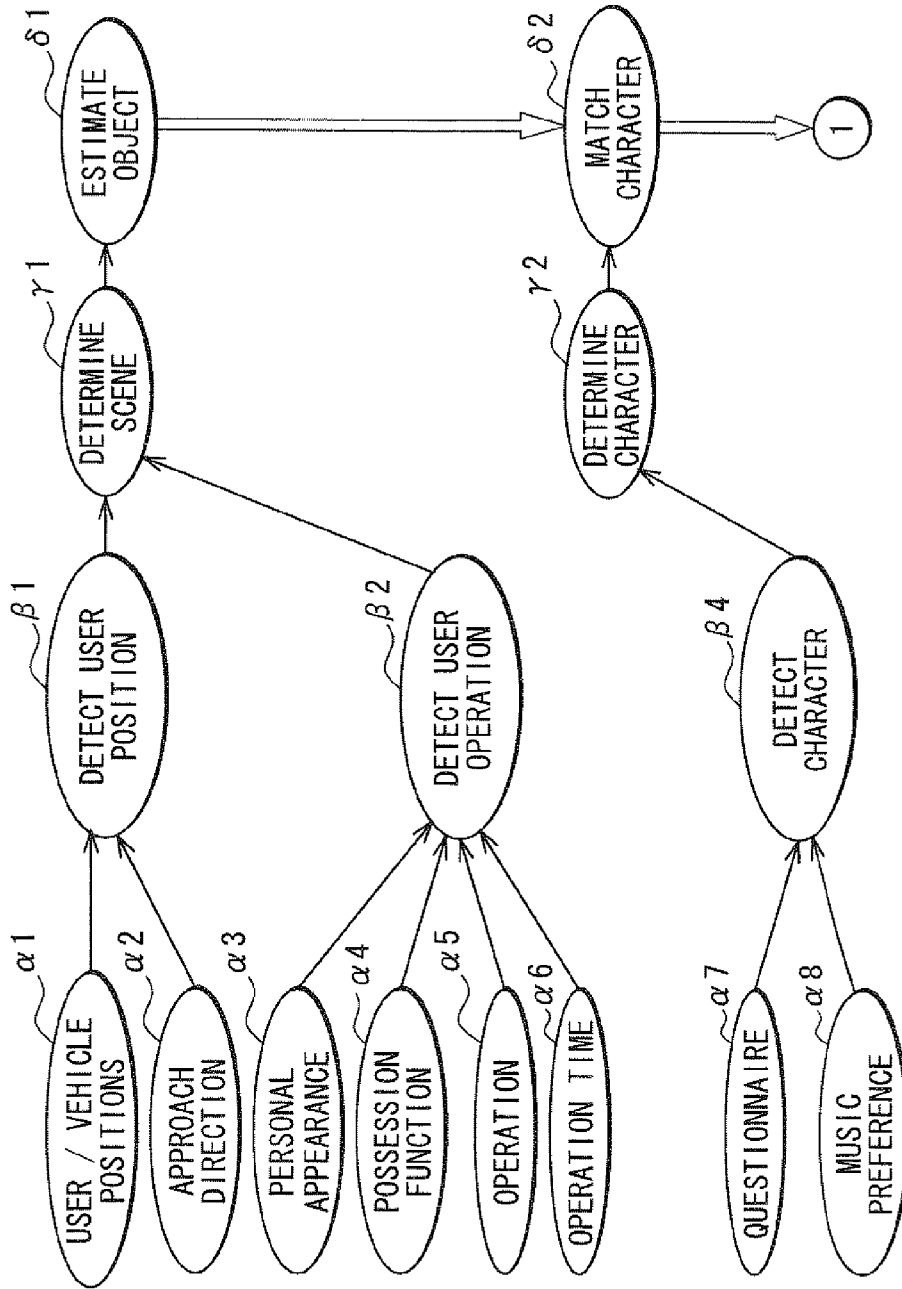 α1
USER / VEHICLE
POSITIONS
α2
APPROACH
DIRECTION
α3
PERSONAL
APPEARANCE
α4
POSSESSION
FUNCTION
α5
OPERATION
α6
OPERATION TIME
α7
QUESTIONNAIRE
α8
MUSIC
PREFERENCE
β1
DETECT USER
POSITION
β2
DETECT USER
OPERATION
β4
DETECT
CHARACTER
γ1
DETERMINE
SCENE
γ2
DETERMINE
CHARACTER
δ1
ESTIMATE
OBJECT
δ2
MATCH
CHARACTER
1